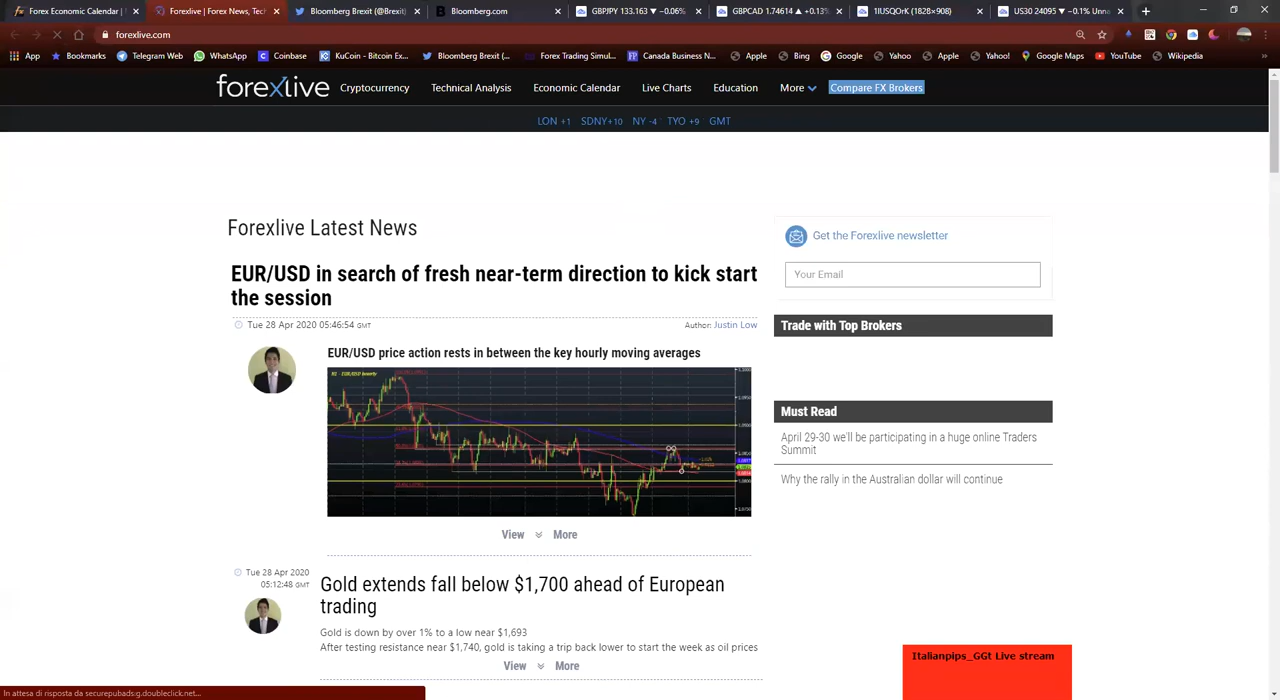 Forex Economic Calendar |
Forexlive | Forex News, Tec
Bloomberg Brexit (@Brexit)
Bloomberg.com
GBPJPY 133.163 ▼ −0.06%
GBPCAD 1.74614 ▲ +0.13%
1IUSQOrK (1828×908)
US30 24095 ▼ −0.1% Unna
forexlive.com
App
Bookmarks
Telegram Web
WhatsApp
Coinbase
KuCoin - Bitcoin Ex...
Bloomberg Brexit (...
Forex Trading Simul...
Canada Business N...
Apple
Bing
Google
Yahoo
Apple
Yahoo!
Google Maps
YouTube
Wikipedia
forexlive
Cryptocurrency
Technical Analysis
Economic Calendar
Live Charts
Education
More
Compare FX Brokers
LON +1 SDNY+10 NY -4 TYO +9 GMT
Forexlive Latest News
EUR/USD in search of fresh near-term direction to kick start
the session
Tue 28 Apr 2020 05:46:54 GMT
Author: Justin Low
EUR/USD price action rests in between the key hourly moving averages
View More
Tue 28 Apr 2020
05:12:48 GMT
Gold extends fall below $1,700 ahead of European
trading
Gold is down by over 1% to a low near $1,693
After testing resistance near $1,740, gold is taking a trip back lower to start the week as oil prices
View More
Get the Forexlive newsletter
Your Email
Trade with Top Brokers
Must Read
April 29-30 we'll be participating in a huge online Traders
Summit
Why the rally in the Australian dollar will continue
Italianpips_GGt Live stream
In attesa di risposta da securepubads.g.doubleclick.net...